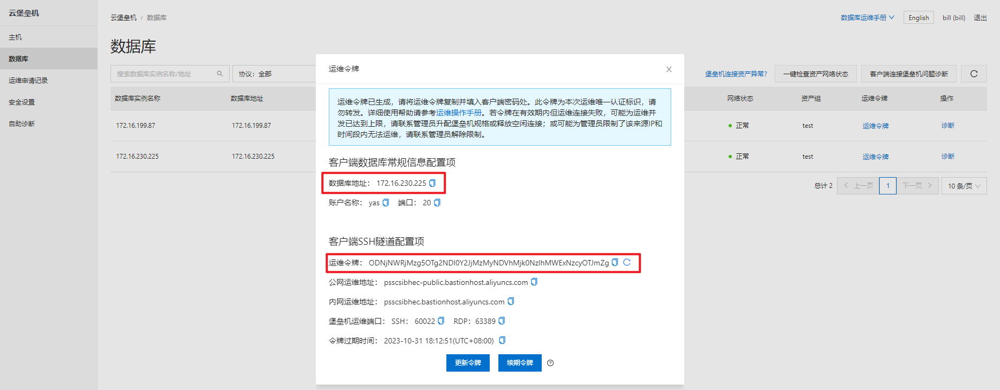 云堡垒机
主机
数据库
运维申请记录
安全设置
自助诊断
云堡垒机 / 数据库
数据库运维手册
English
bill (bill)
退出
数据库
搜索数据库实例名称/地址
协议：全部
堡垒机连接资产异常?
一键检查资产网络状态
客户端连接堡垒机问题诊断
数据库实例名称
数据库地址
网络状态
资产组
运维令牌
操作
172.16.199.87
172.16.199.87
正常
test
运维令牌
诊断
172.16.230.225
172.16.230.225
正常
test
运维令牌
诊断
总计 2
上一页
1
下一页
10 条/页
运维令牌
运维令牌已生成，请将运维令牌复制并填入客户端密码处。此令牌为本次运维唯一认证标识，请
勿转发。详细使用帮助请参考运维操作手册。若令牌在有效期内但运维连接失败，可能为运维并
发已达到上限，请联系管理员升配堡垒机规格或释放空闲连接；或可能为管理员限制了该来源IP和
时间段内无法运维，请联系管理员解除限制。
客户端数据库常规信息配置项
数据库地址： 172.16.230.225
账户名称： yas 端口： 20
客户端SSH隧道配置项
运维令牌： ODNjNWRjMzg5OTg2NDI0Y2JjMzMyNDVhMjk0NzIhMWExNzcyOTJmZg
公网运维地址： psscsibhec-public.bastionhost.aliyuncs.com
内网运维地址： psscsibhec.bastionhost.aliyuncs.com
堡垒机运维端口： SSH： 60022 RDP： 63389
令牌过期时间： 2023-10-31 18:12:51(UTC+08:00)
更新令牌
续期令牌